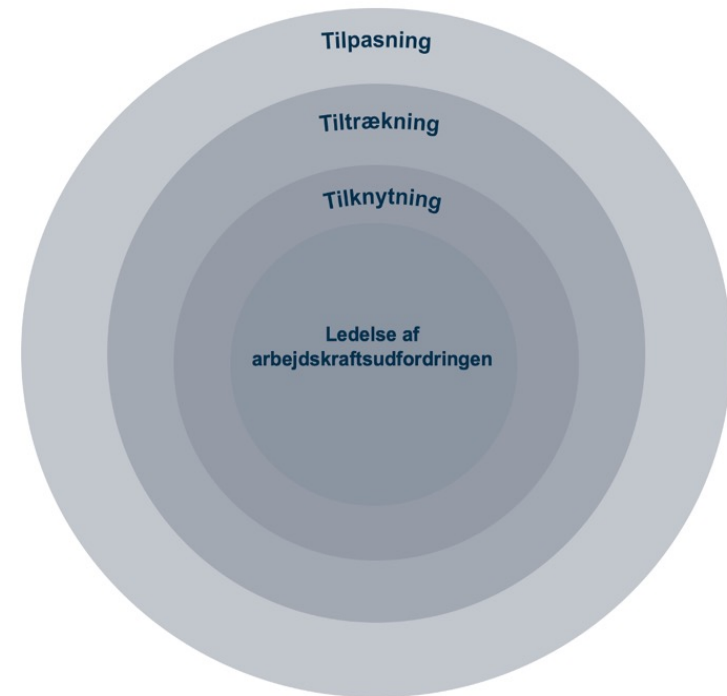 Tilpasning
Tiltrækning
Tilknytning
Ledelse af
arbejdskraftsudfordringen